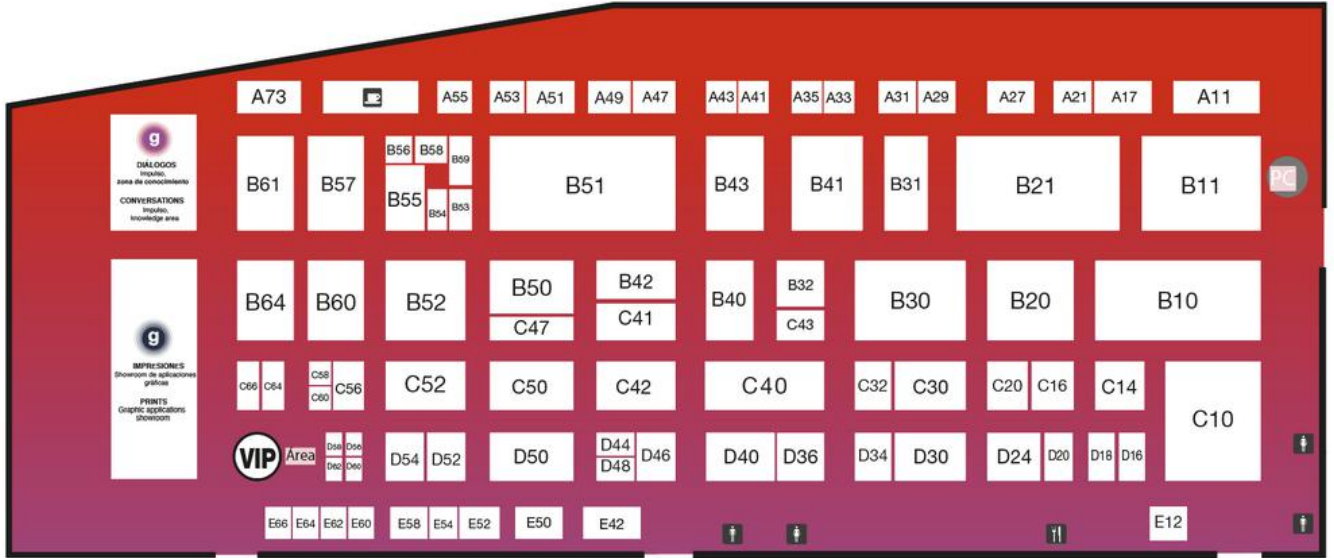 A73 A55 A53 A51 A49 A47 A43 A41 A35 A33 A31 A29 A27 A21 A17 A11
g
DIÁLOGOS
Impulso,
zona de conocimiento
CONVERSATIONS
Impulso,
knowledge area
B56 B58 B59
B61 B57 B55 B51 B43 B41 B31 B21 B11 PC
B54 B53
B64 B60 B52 B50 B42 B40 B32 B30 B20 B10
C47 C41 C43
g
IMPRESIONES
Showroom de aplicaciones
gráficas
PRINTS
Graphic applications
showroom
C66 C64 C58 C56 C52 C50 C42 C40 C32 C30 C20 C16 C14
C60
C10
VIP Área D58 D56 D54 D52 D50 D44 D46 D40 D36 D34 D30 D24 D20 D18 D16
D62 D60 D48
E66 E64 E62 E60 E58 E54 E52 E50 E42 E12